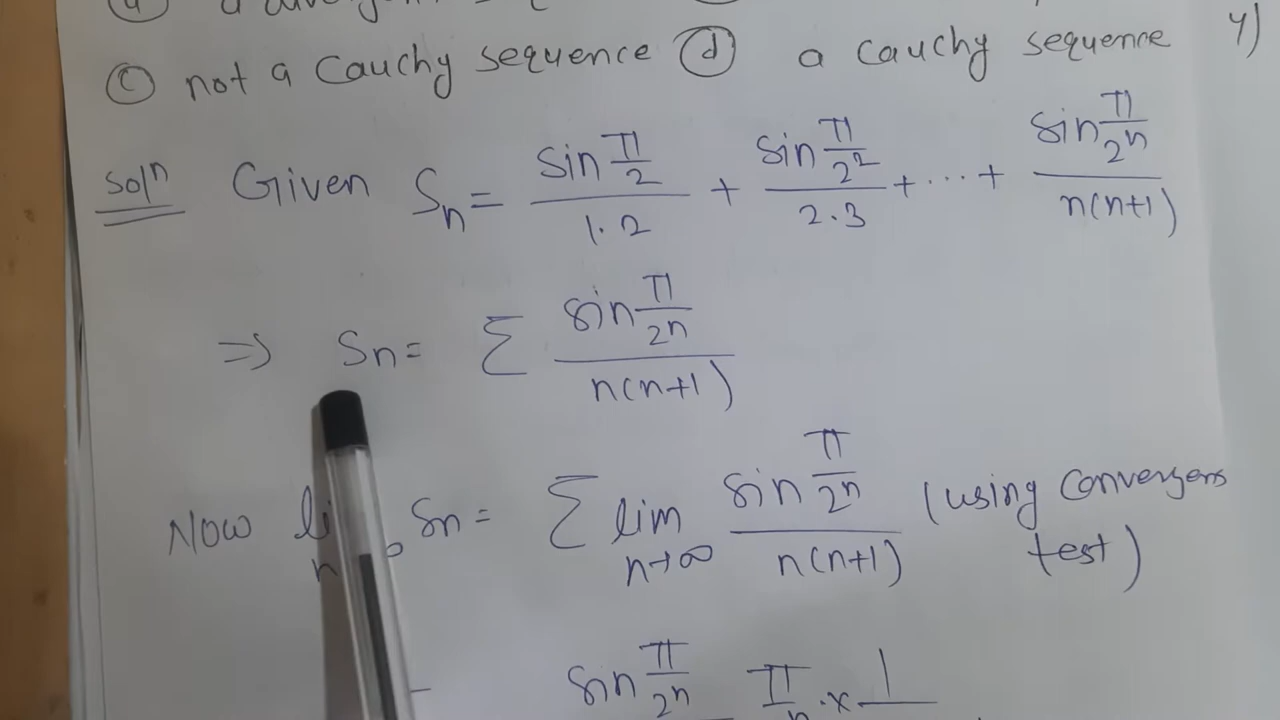 ⓒ not a Cauchy sequence ⓓ a cauchy sequence 4)
Solⁿ Given Sₙ = sin π/2 / 1.2 + sin π/2² / 2.3 + ... + sin π/2ⁿ / n(n+1)
⇒ Sn = Σ sin π/2ⁿ / n(n+1)
Now Sn = Σ lim n→∞ sin π/2ⁿ / n(n+1) (using convergens
test)
sin π/2ⁿ